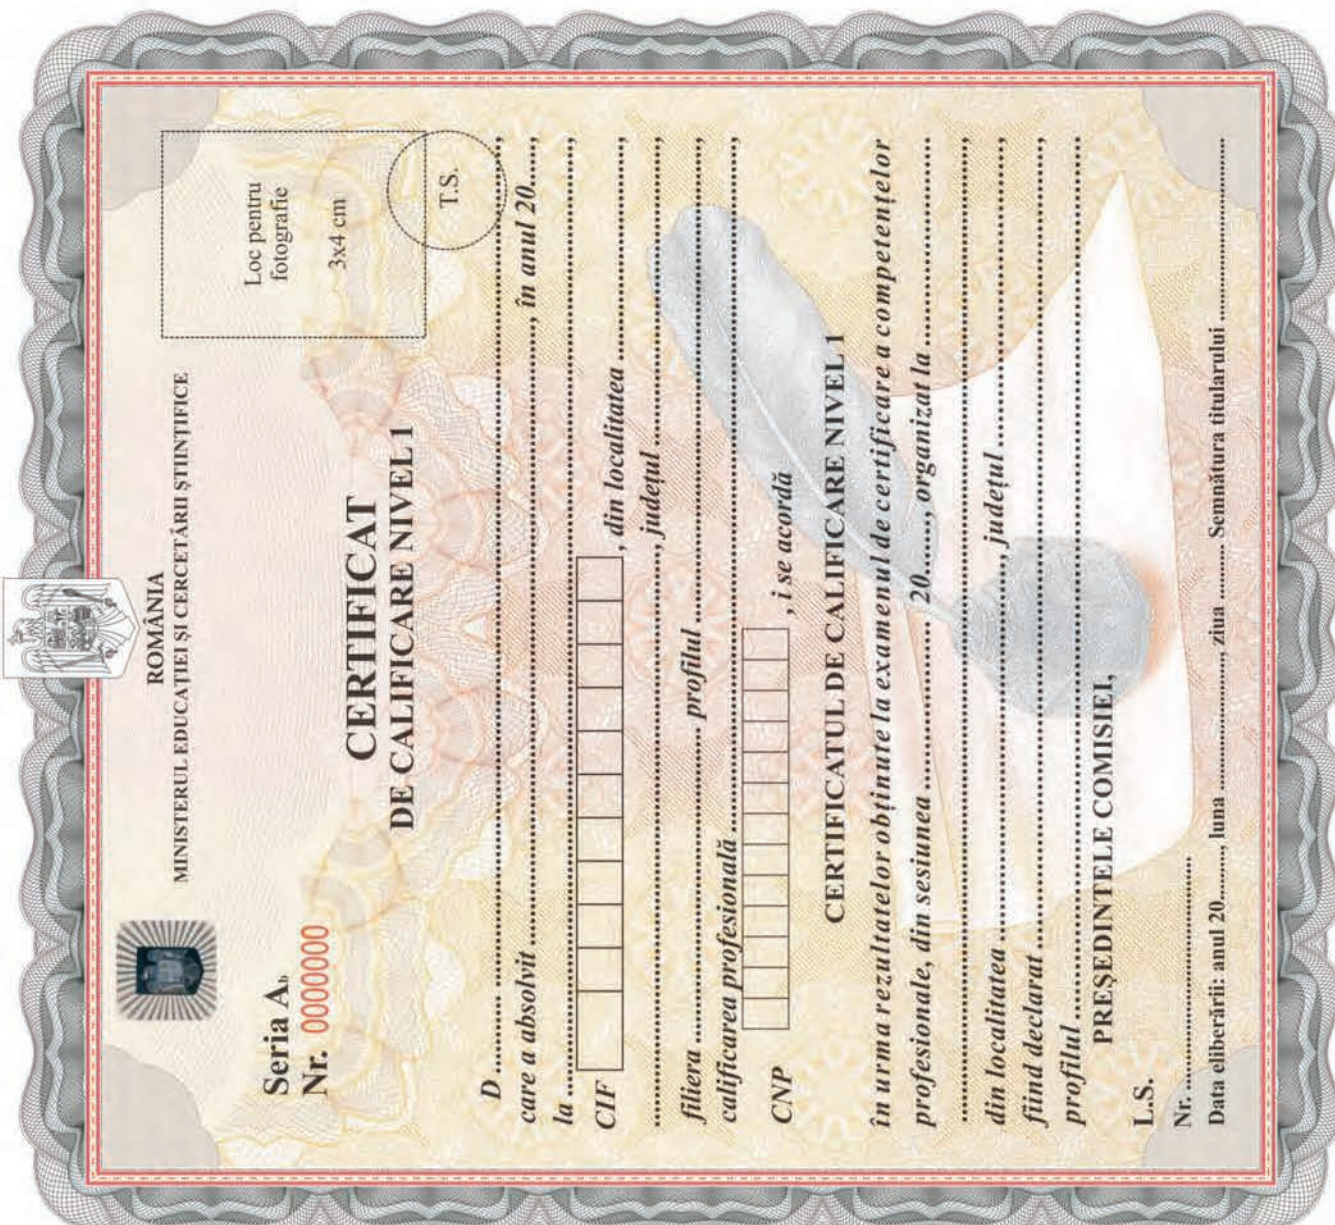 ROMÂNIA
MINISTERUL EDUCAȚIEI ȘI CERCETĂRII ȘTIINȚIFICE
Loc pentru
fotografie
3x4 cm
T.S.
Seria A.b
Nr. 0000000
CERTIFICAT
DE CALIFICARE NIVEL 1
D ..............................,
care a absolvit .............................., în anul 20....,
la ..............................,
CIF , din localitatea ..............................,
.............................., județul ..............................,
filiera .............................. profilul ..............................,
calificarea profesională ..............................,
CNP , i se acordă
CERTIFICATUL DE CALIFICARE NIVEL 1
în urma rezultatelor obținute la examenul de certificare a competențelor
profesionale, din sesiunea .............................. 20........, organizat la ..............................
..............................
din localitatea .............................., județul ..............................,
fiind declarat ..............................,
profilul ..............................
PREȘEDINTELE COMISIEI,
L.S.
Nr. ..............................
Data eliberării: anul 20........, luna .............................., ziua .......... Semnătura titularului ..............................